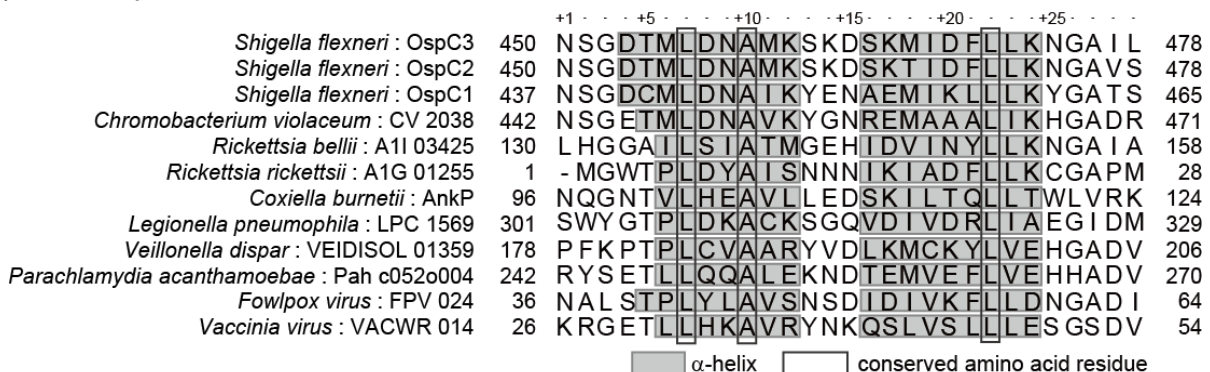 +1 · · · +5 · · · · +10 · · · · +15 · · · · +20 · · · · +25 · · · ·
Shigella flexneri : OspC3 450 NSGDTMLDNAMKSKDSKMIDFLLKNGAIL 478
Shigella flexneri : OspC2 450 NSGDTMLDNAMKSKDSKTIDFLLKNGAVS 478
Shigella flexneri : OspC1 437 NSGDCMLDNAIKYENAEMIKLLLKYGATS 465
Chromobacterium violaceum : CV 2038 442 NSGETMLDNAVKYGNREMAAALIKHGADR 471
Rickettsia bellii : A1I 03425 130 LHGGAILSIATMGEHIDVINYLLKNGAIA 158
Rickettsia rickettsii : A1G 01255 1 -MGWTPLDYAISNNNIKIADFLLKCGAPM 28
Coxiella burnetii : AnkP 96 NQGNTVLHEAVLLEDSKILTQLLTWLVRK 124
Legionella pneumophila : LPC 1569 301 SWYGTPLDKACKSGQVDIVDRLIAEGIDM 329
Veillonella dispar : VEIDISOL 01359 178 PFKPTPLCVAARYVDLKMCKYLVEHGADV 206
Parachlamydia acanthamoebae : Pah c052o004 242 RYSETLLQQALEKNDTEMVEFLVEHHADV 270
Fowlpox virus : FPV 024 36 NALSTPLYLAVSNSDIDIVKFLLDNGADI 64
Vaccinia virus : VACWR 014 26 KRGETLLHKAVRYNKQSLVSLLLESGSDV 54
α-helix conserved amino acid residue